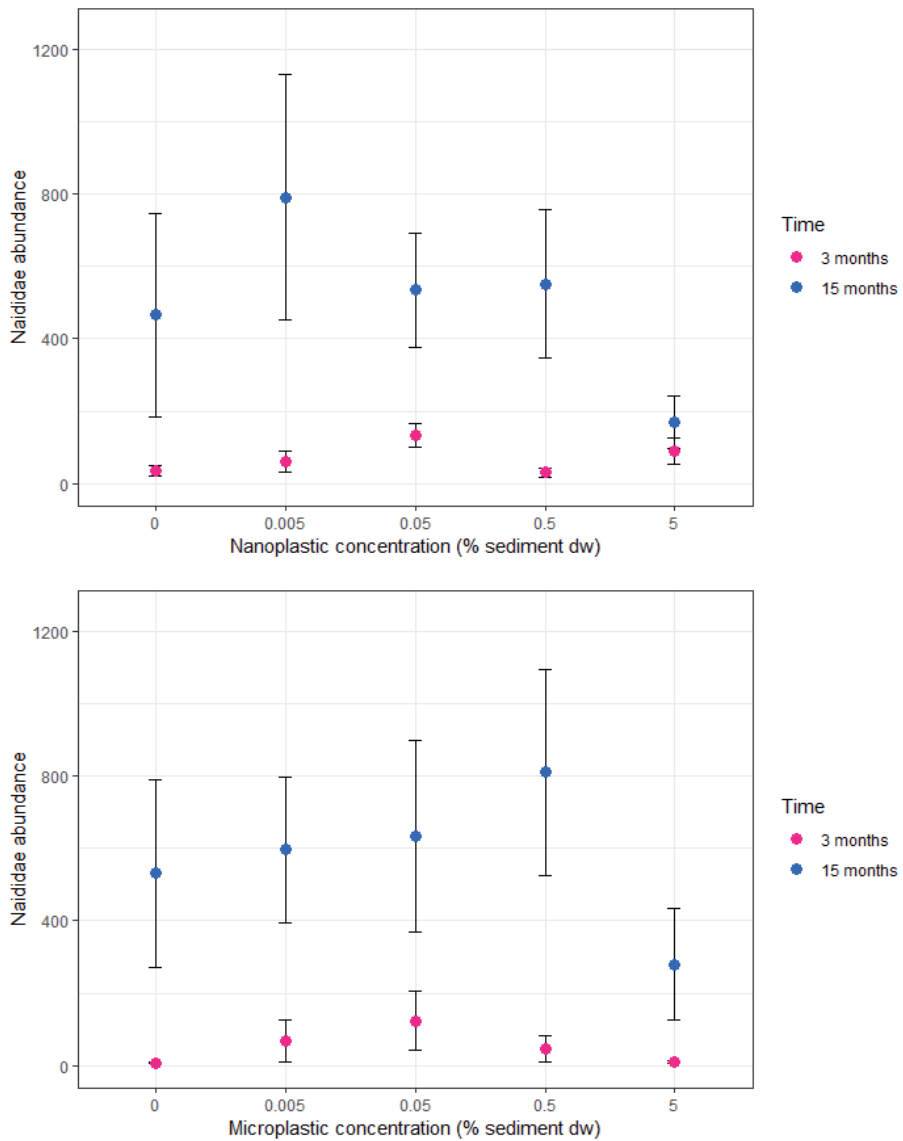 1200
800
400
0
Naididae abundance
0 0.005 0.05 0.5 5
Nanoplastic concentration (% sediment dw)
Time
3 months
15 months
1200
800
400
0
Naididae abundance
0 0.005 0.05 0.5 5
Microplastic concentration (% sediment dw)
Time
3 months
15 months